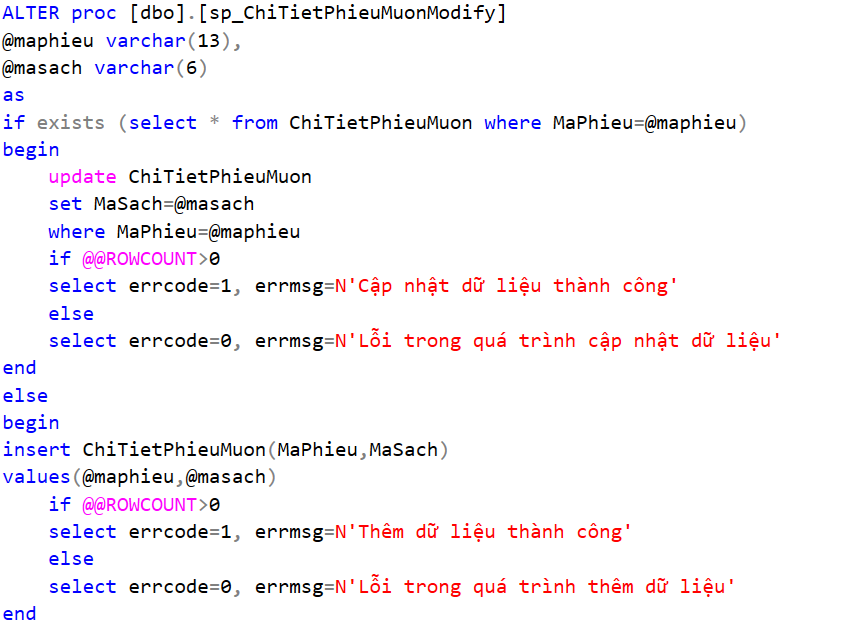 ALTER proc [dbo].[sp_ChiTietPhieuMuonModify]
@maphieu varchar(13),
@masach varchar(6)
as
if exists (select * from ChiTietPhieuMuon where MaPhieu=@maphieu)
begin
    update ChiTietPhieuMuon
    set MaSach=@masach
    where MaPhieu=@maphieu
    if @@ROWCOUNT>0
    select errcode=1, errmsg=N'Cập nhật dữ liệu thành công'
    else
    select errcode=0, errmsg=N'Lỗi trong quá trình cập nhật dữ liệu'
end
else
begin
insert ChiTietPhieuMuon(MaPhieu,MaSach)
values(@maphieu,@masach)
    if @@ROWCOUNT>0
    select errcode=1, errmsg=N'Thêm dữ liệu thành công'
    else
    select errcode=0, errmsg=N'Lỗi trong quá trình thêm dữ liệu'
end